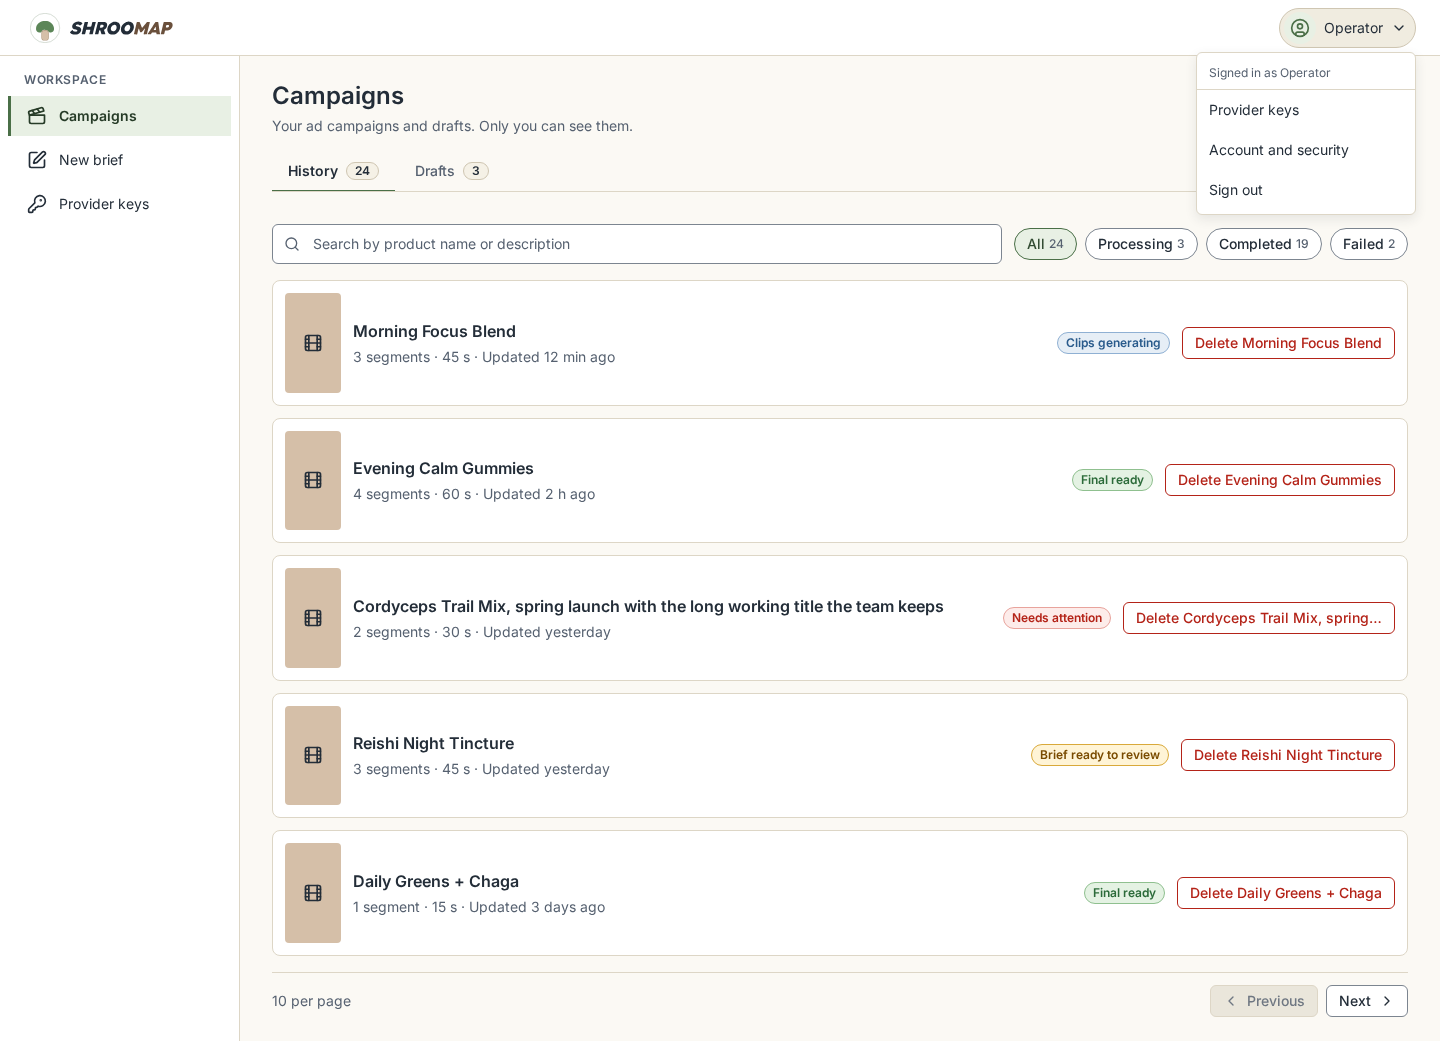 SHROOMAP
Operator
Signed in as Operator
Provider keys
Account and security
Sign out
WORKSPACE
Campaigns
New brief
Provider keys
Campaigns
Your ad campaigns and drafts. Only you can see them.
History 24
Drafts 3
Search by product name or description
All 24
Processing 3
Completed 19
Failed 2
Morning Focus Blend
3 segments · 45 s · Updated 12 min ago
Clips generating
Delete Morning Focus Blend
Evening Calm Gummies
4 segments · 60 s · Updated 2 h ago
Final ready
Delete Evening Calm Gummies
Cordyceps Trail Mix, spring launch with the long working title the team keeps
2 segments · 30 s · Updated yesterday
Needs attention
Delete Cordyceps Trail Mix, spring...
Reishi Night Tincture
3 segments · 45 s · Updated yesterday
Brief ready to review
Delete Reishi Night Tincture
Daily Greens + Chaga
1 segment · 15 s · Updated 3 days ago
Final ready
Delete Daily Greens + Chaga
10 per page
Previous
Next